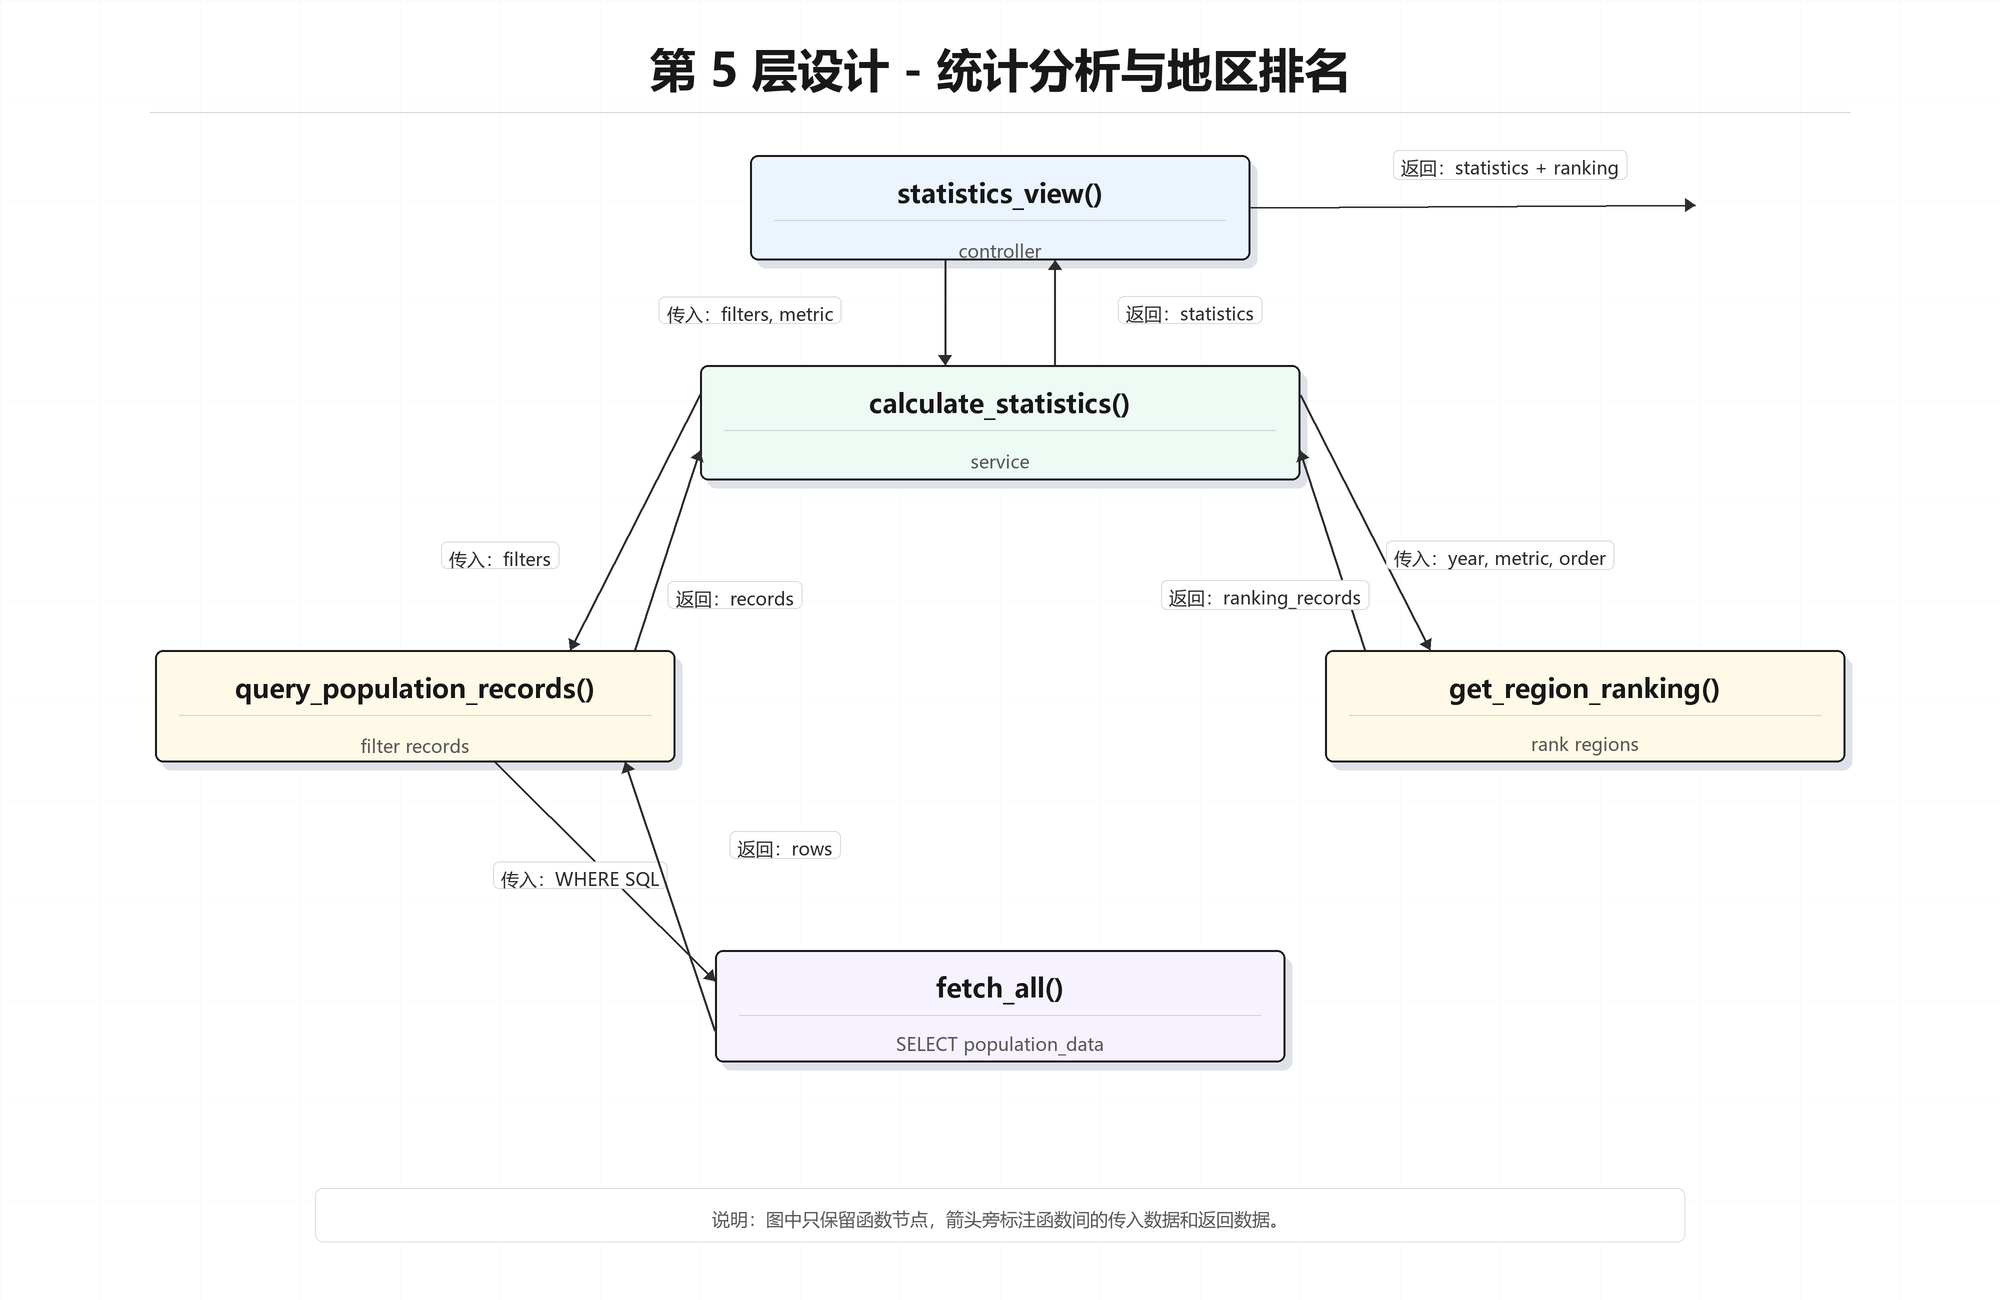 第 5 层设计 - 统计分析与地区排名
statistics_view()
controller
返回：statistics + ranking
传入：filters, metric
返回：statistics
calculate_statistics()
service
传入：filters
返回：records
返回：ranking_records
传入：year, metric, order
query_population_records()
filter records
get_region_ranking()
rank regions
返回：rows
传入：WHERE SQL
fetch_all()
SELECT population_data
说明：图中只保留函数节点，箭头旁标注函数间的传入数据和返回数据。